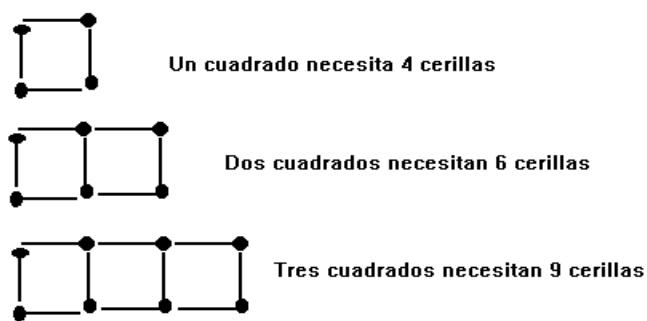 Un cuadrado necesita 4 cerillas
Dos cuadrados necesitan 6 cerillas
Tres cuadrados necesitan 9 cerillas